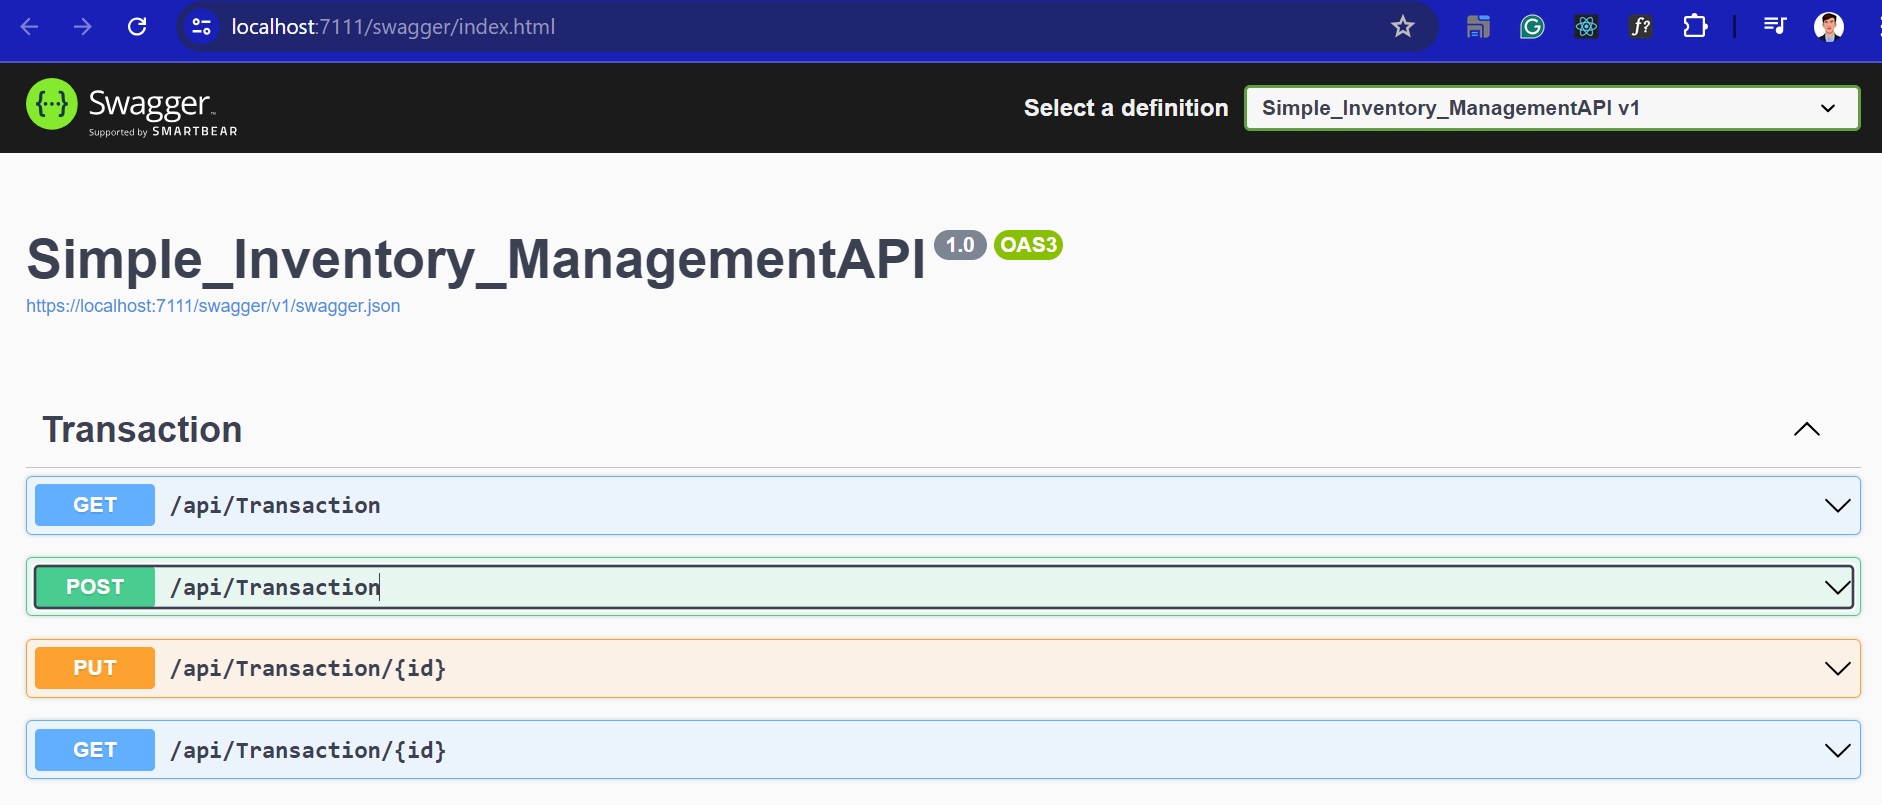 localhost:7111/swagger/index.html
{···} Swagger™
Supported by SMARTBEAR
Select a definition
Simple_Inventory_ManagementAPI v1
Simple_Inventory_ManagementAPI 1.0 OAS3
https://localhost:7111/swagger/v1/swagger.json
Transaction
GET /api/Transaction
POST /api/Transaction
PUT /api/Transaction/{id}
GET /api/Transaction/{id}